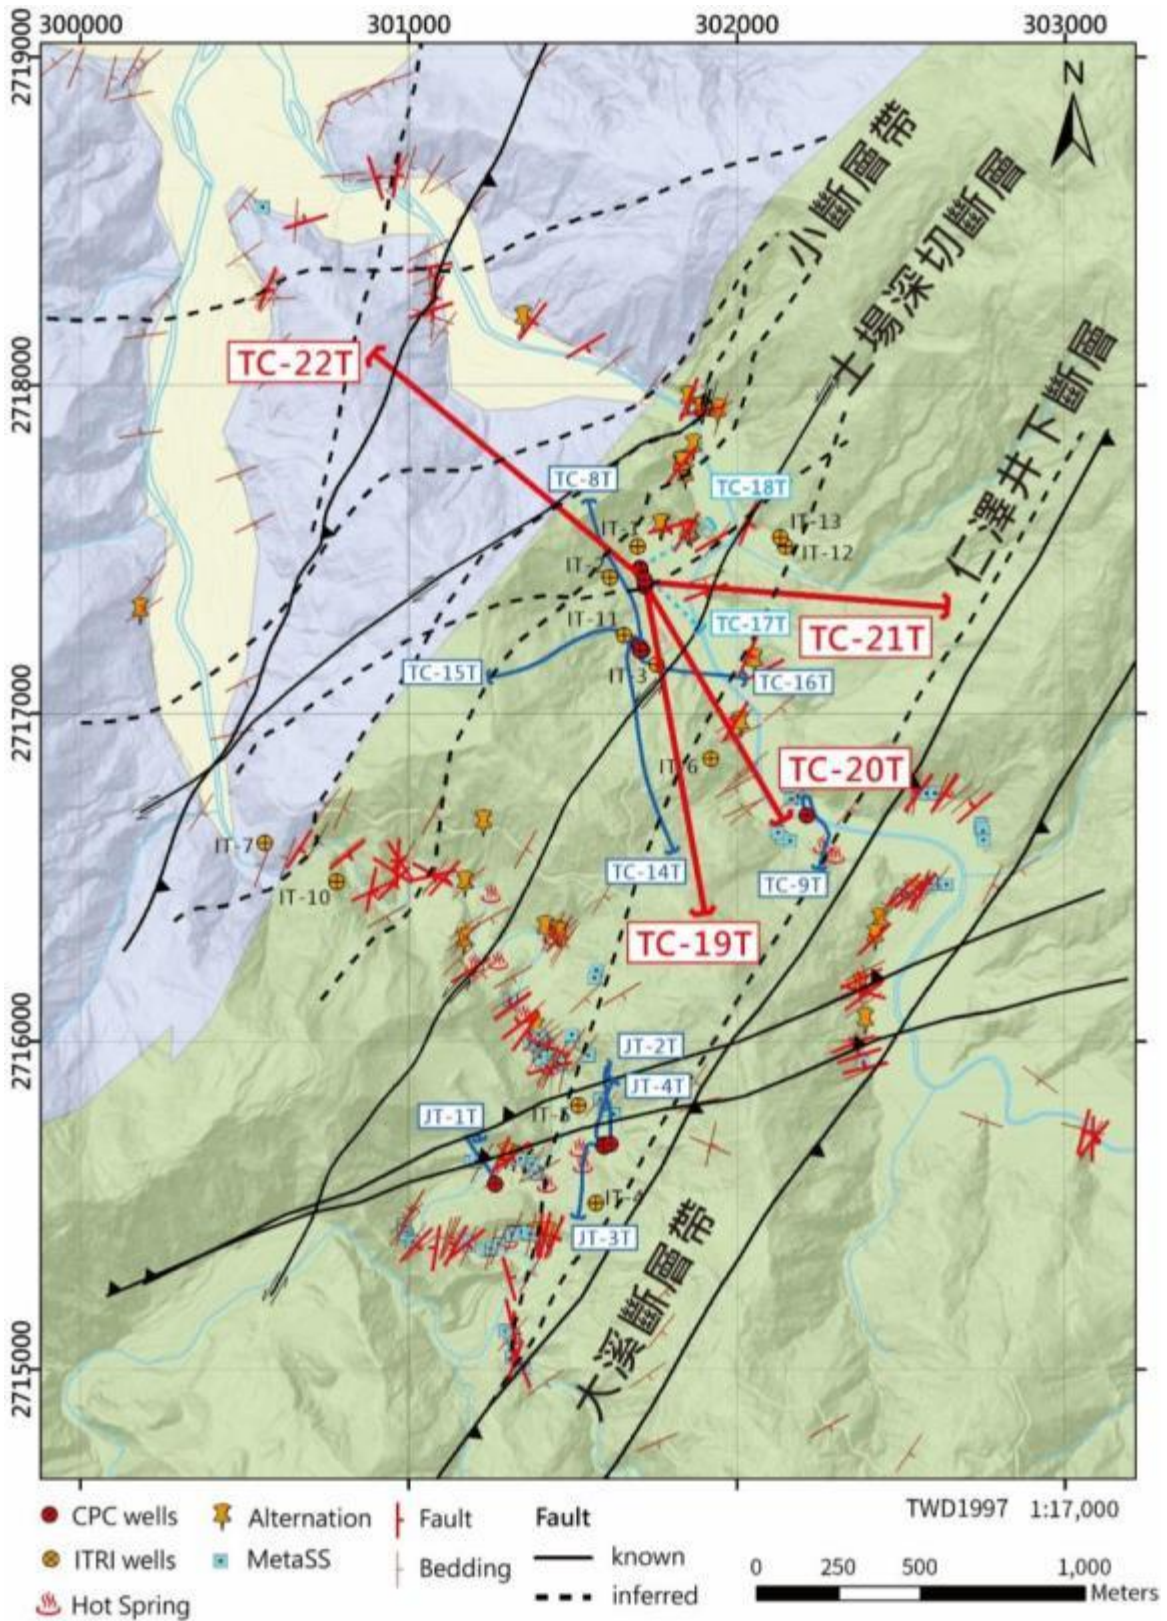 300000
301000
302000
303000
2719000
2718000
2717000
2716000
2715000
N
小斷層帶
土場深切斷層
仁澤井下斷層
大溪斷層帶
TC-22T
TC-8T
TC-18T
IT-1
IT-13
IT-12
IT-2
IT-11
TC-17T
TC-21T
TC-15T
IT-3
TC-16T
IT-6
TC-20T
IT-7
TC-14T
TC-9T
IT-10
TC-19T
JT-2T
JT-4T
JT-1T
IT-4
JT-3T
CPC wells
ITRI wells
Hot Spring
Alternation
MetaSS
Fault
Bedding
Fault
known
inferred
TWD1997 1:17,000
0 250 500 1,000
Meters